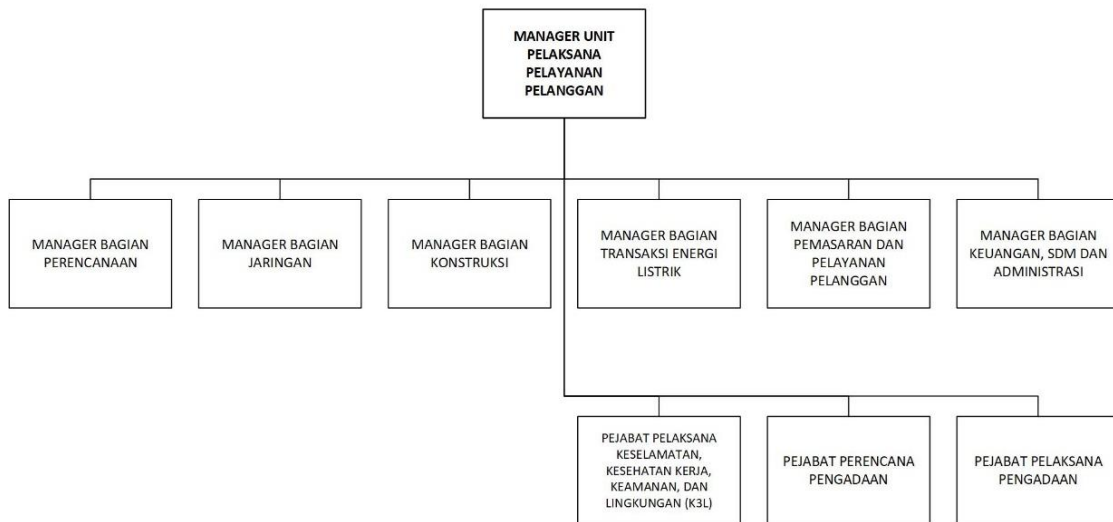 MANAGER UNIT
PELAKSANA
PELAYANAN
PELANGGAN
MANAGER BAGIAN
PERENCANAAN
MANAGER BAGIAN
JARINGAN
MANAGER BAGIAN
KONSTRUKSI
MANAGER BAGIAN
TRANSAKSI ENERGI
LISTRIK
MANAGER BAGIAN
PEMASARAN DAN
PELAYANAN
PELANGGAN
MANAGER BAGIAN
KEUANGAN, SDM DAN
ADMINISTRASI
PEJABAT PELAKSANA
KESELAMATAN,
KESEHATAN KERJA,
KEAMANAN, DAN
LINGKUNGAN (K3L)
PEJABAT PERENCANA
PENGADAAN
PEJABAT PELAKSANA
PENGADAAN